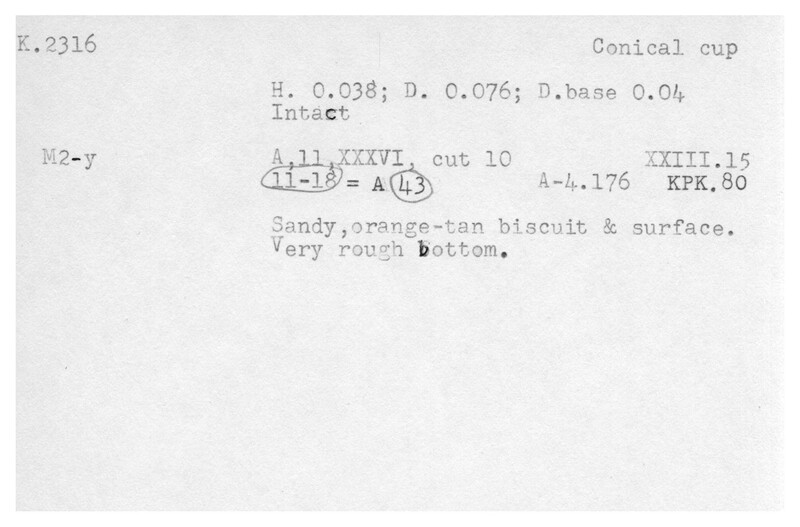 K.2316 Conical cup
H. 0.038; D. 0.076; D.base 0.04
Intact
M2-y A,11,XXXVI, cut 10 XXIII.15
11-18 = A 43 A-4.176 KPK.80
Sandy,orange-tan biscuit & surface.
Very rough bottom.